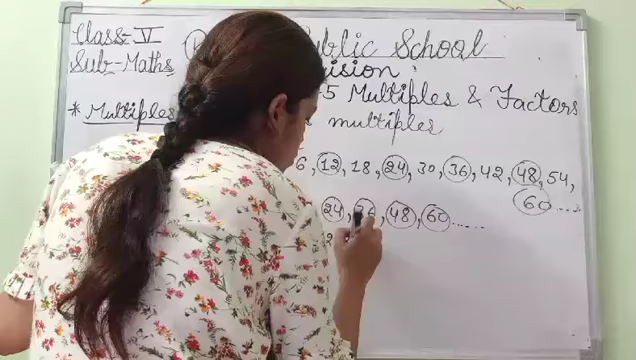 Class-V Public School
Sub-Maths vision :
-5 Multiples & Factors
* Multiples multiples
6, 12, 18, 24, 30, 36, 42, 48, 54,
60 ....
24, 36, 48, 60 .....
2